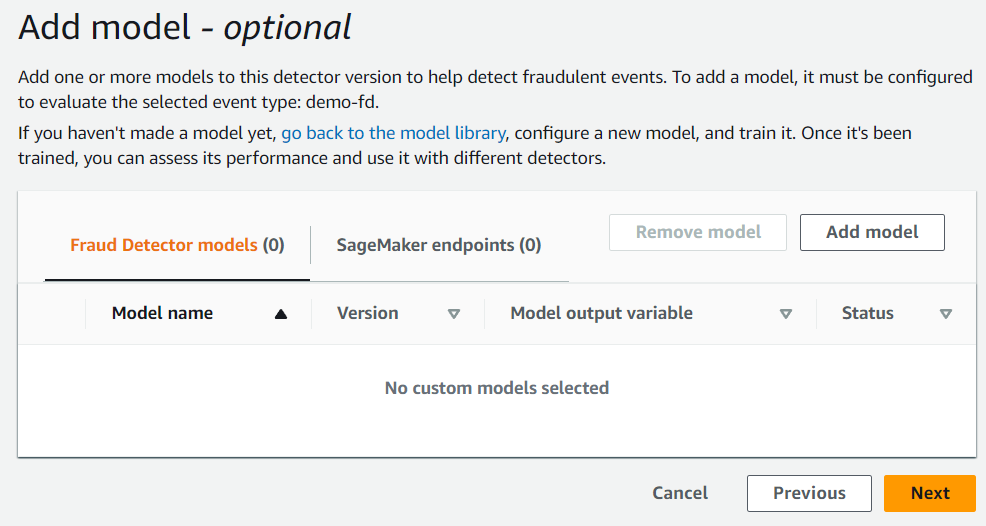 Add model - optional
Add one or more models to this detector version to help detect fraudulent events. To add a model, it must be configured
to evaluate the selected event type: demo-fd.
If you haven't made a model yet, go back to the model library, configure a new model, and train it. Once it's been
trained, you can assess its performance and use it with different detectors.
Fraud Detector models (0) SageMaker endpoints (0) Remove model Add model
Model name Version Model output variable Status
No custom models selected
Cancel Previous Next